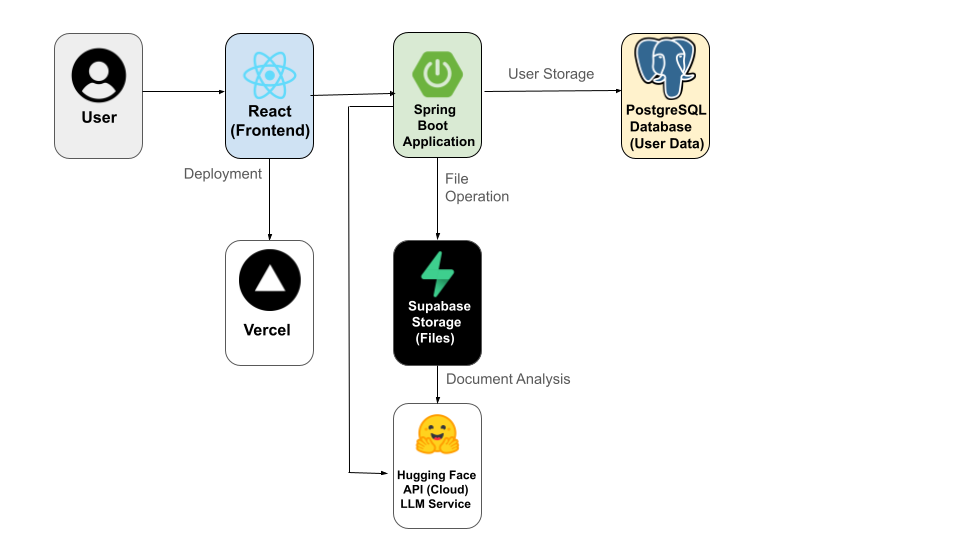 User
React
(Frontend)
Spring
Boot
Application
User Storage
PostgreSQL
Database
(User Data)
Deployment
File
Operation
Vercel
Supabase
Storage
(Files)
Document Analysis
Hugging Face
API (Cloud)
LLM Service